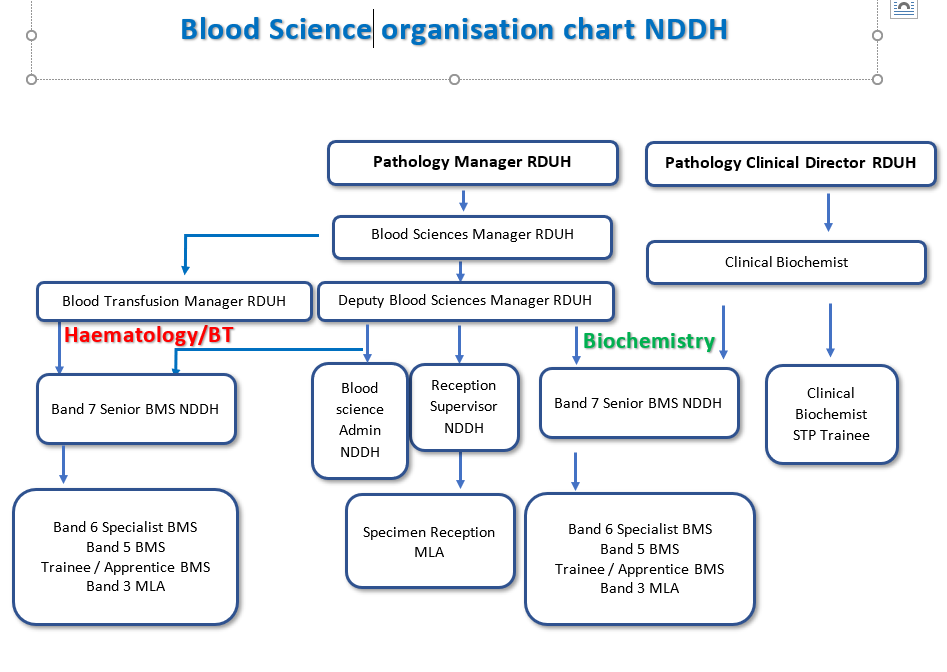 Blood Science organisation chart NDDH
Pathology Manager RDUH
Pathology Clinical Director RDUH
Blood Sciences Manager RDUH
Clinical Biochemist
Blood Transfusion Manager RDUH
Deputy Blood Sciences Manager RDUH
Haematology/BT
Biochemistry
Band 7 Senior BMS NDDH
Blood
science
Admin
NDDH
Reception
Supervisor
NDDH
Band 7 Senior BMS NDDH
Clinical
Biochemist
STP Trainee
Band 6 Specialist BMS
Band 5 BMS
Trainee / Apprentice BMS
Band 3 MLA
Specimen Reception
MLA
Band 6 Specialist BMS
Band 5 BMS
Trainee / Apprentice BMS
Band 3 MLA